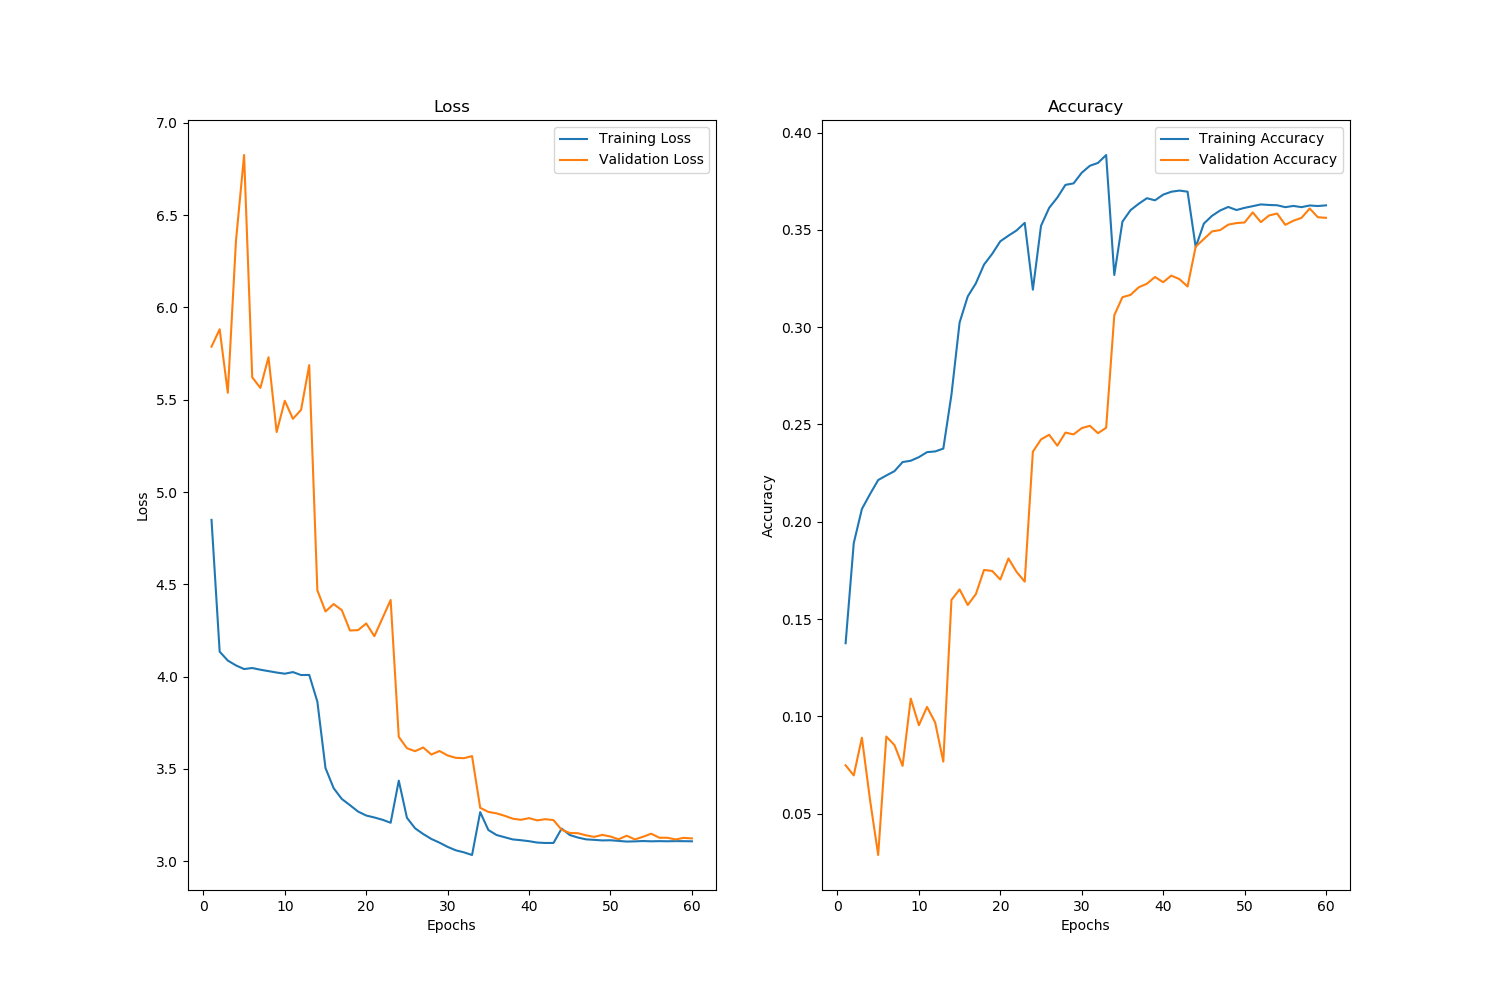 Loss
7.0
6.5
6.0
5.5
5.0
4.5
4.0
3.5
3.0
Loss
Training Loss
Validation Loss
0 10 20 30 40 50 60
Epochs
Accuracy
0.40
0.35
0.30
0.25
0.20
0.15
0.10
0.05
Accuracy
Training Accuracy
Validation Accuracy
0 10 20 30 40 50 60
Epochs